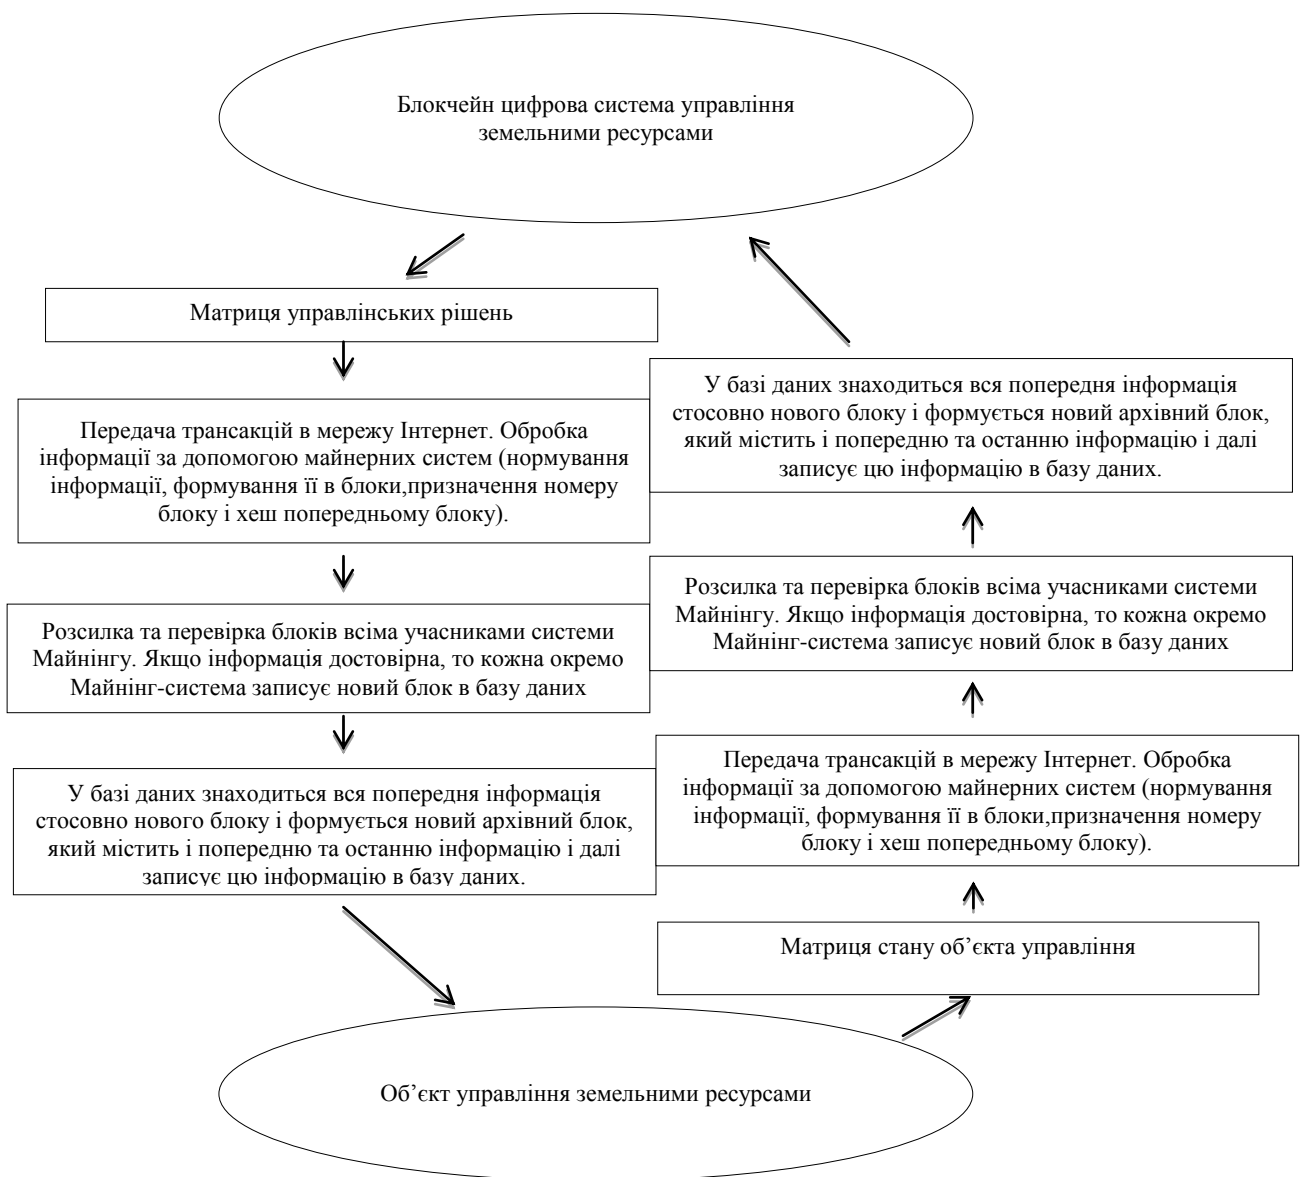 Блокчейн цифрова система управління
земельними ресурсами
Матриця управлінських рішень
Передача трансакцій в мережу Інтернет. Обробка
інформації за допомогою майнерних систем (нормування
інформації, формування її в блоки,призначення номеру
блоку і хеш попередньому блоку).
Розсилка та перевірка блоків всіма учасниками системи
Майнінгу. Якщо інформація достовірна, то кожна окремо
Майнінг-система записує новий блок в базу даних
У базі даних знаходиться вся попередня інформація
стосовно нового блоку і формується новий архівний блок,
який містить і попередню та останню інформацію і далі
записує цю інформацію в базу даних.
У базі даних знаходиться вся попередня інформація
стосовно нового блоку і формується новий архівний блок,
який містить і попередню та останню інформацію і далі
записує цю інформацію в базу даних.
Розсилка та перевірка блоків всіма учасниками системи
Майнінгу. Якщо інформація достовірна, то кожна окремо
Майнінг-система записує новий блок в базу даних
Передача трансакцій в мережу Інтернет. Обробка
інформації за допомогою майнерних систем (нормування
інформації, формування її в блоки,призначення номеру
блоку і хеш попередньому блоку).
Матриця стану об’єкта управління
Об’єкт управління земельними ресурсами